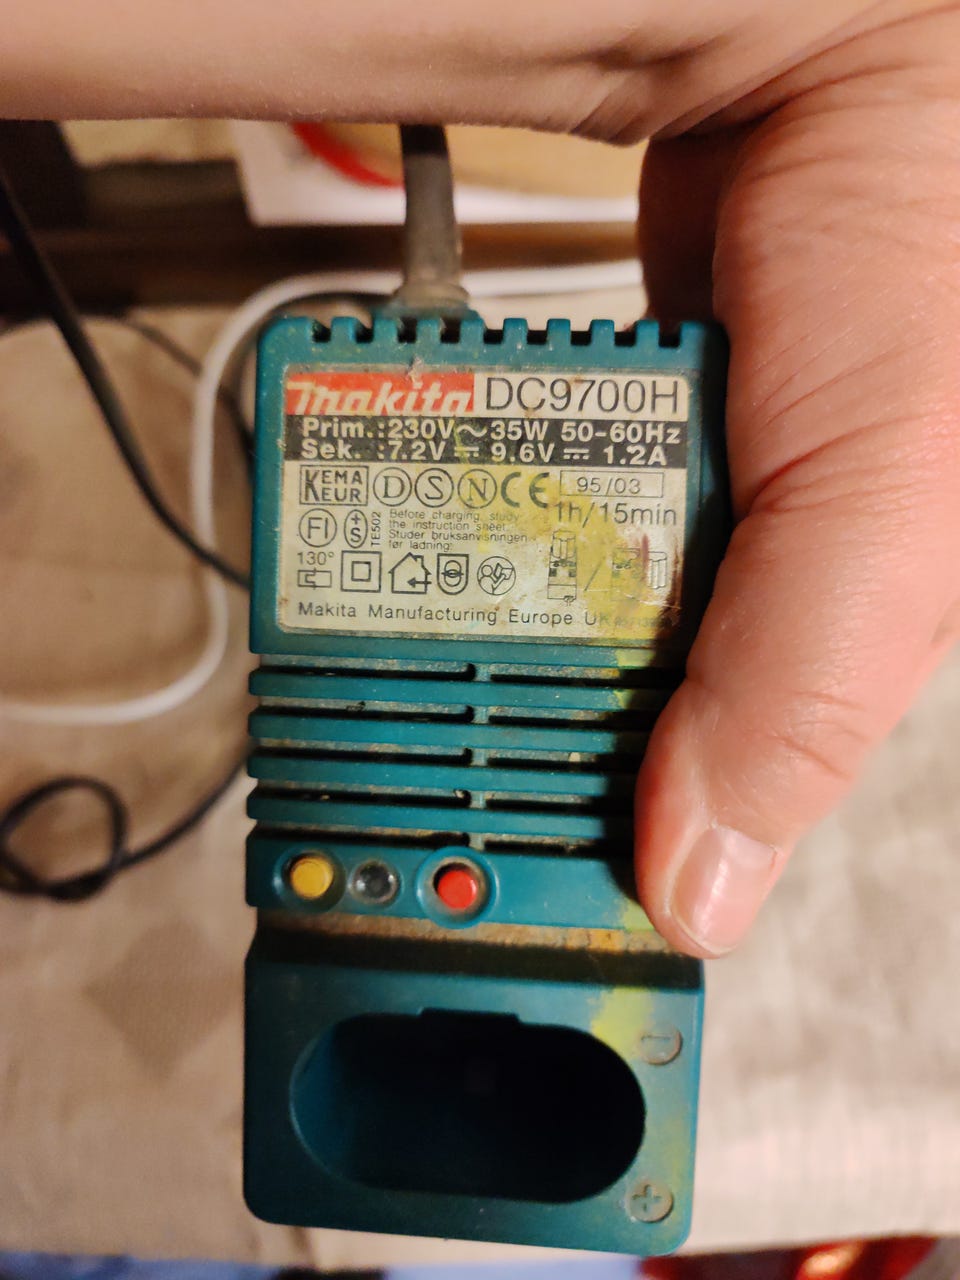 Makita DC9700H
Prim.:230V~35W 50-60Hz
Sek. :7.2V ⎓ 9.6V ⎓ 1.2A
KEMA
EUR
D S N CE 95/03
FI +S TE502
Before charging, study
the instruction sheet.
Studer bruksanvisningen
før ladning:
1h/15min
130°
Makita Manufacturing Europe UK
−
+